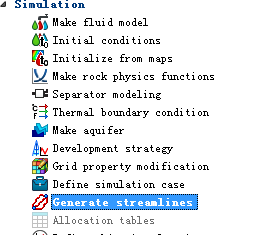 Simulation
Make fluid model
Initial conditions
Initialize from maps
Make rock physics functions
Separator modeling
Thermal boundary condition
Make aquifer
Development strategy
Grid property modification
Define simulation case
Generate streamlines
Allocation tables